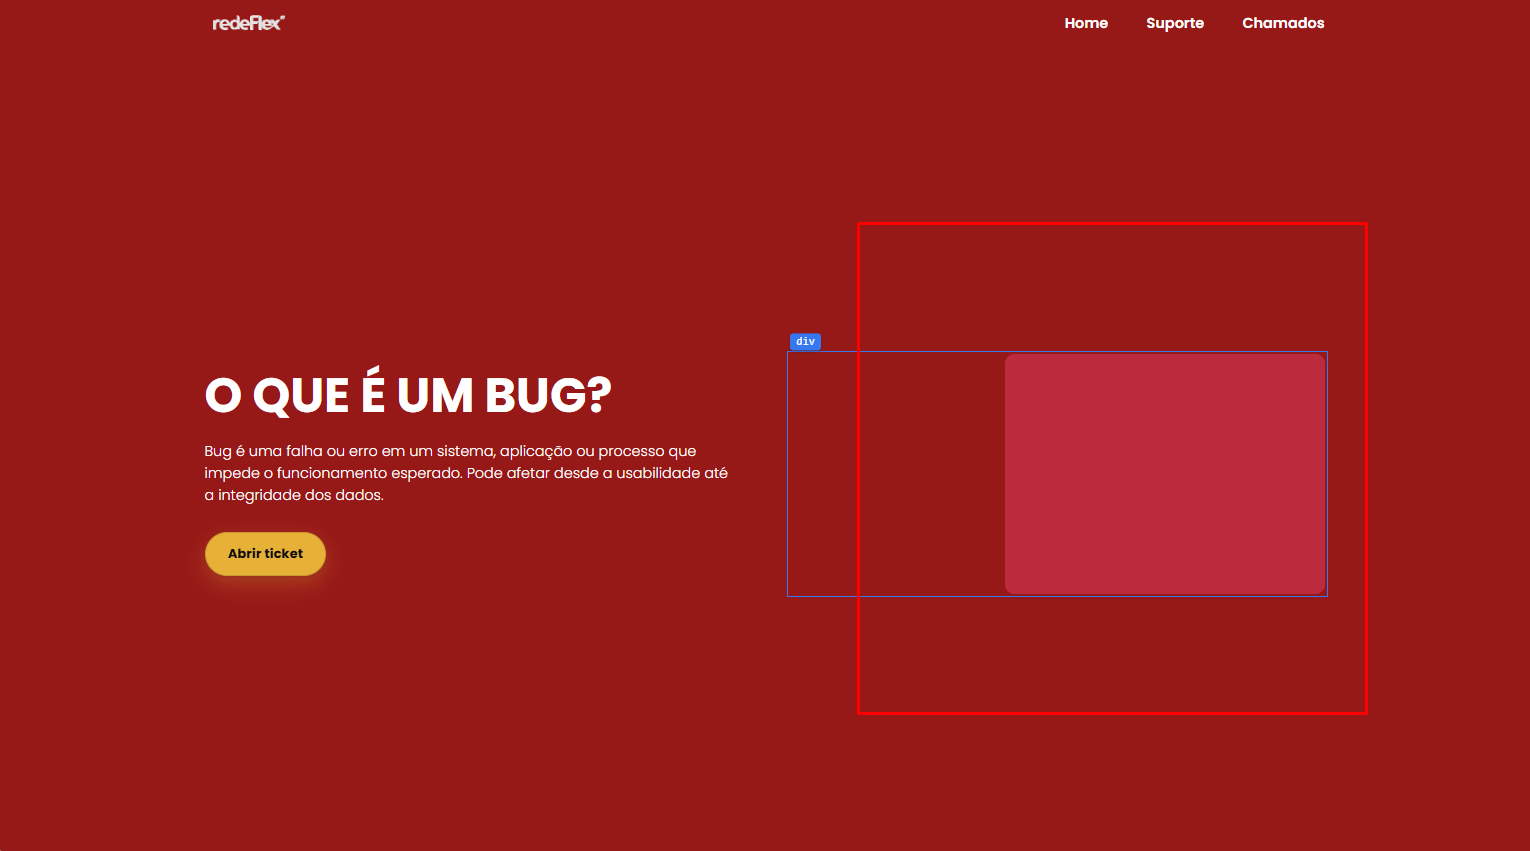 redeFlex
Home Suporte Chamados
div
O QUE É UM BUG?
Bug é uma falha ou erro em um sistema, aplicação ou processo que
impede o funcionamento esperado. Pode afetar desde a usabilidade até
a integridade dos dados.
Abrir ticket